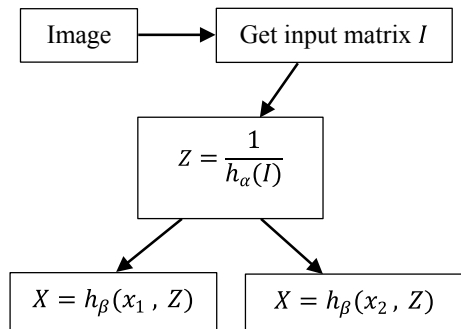 Image
Get input matrix I
Z = 1 / hα(I)
X = hβ(x₁ , Z)
X = hβ(x₂ , Z)